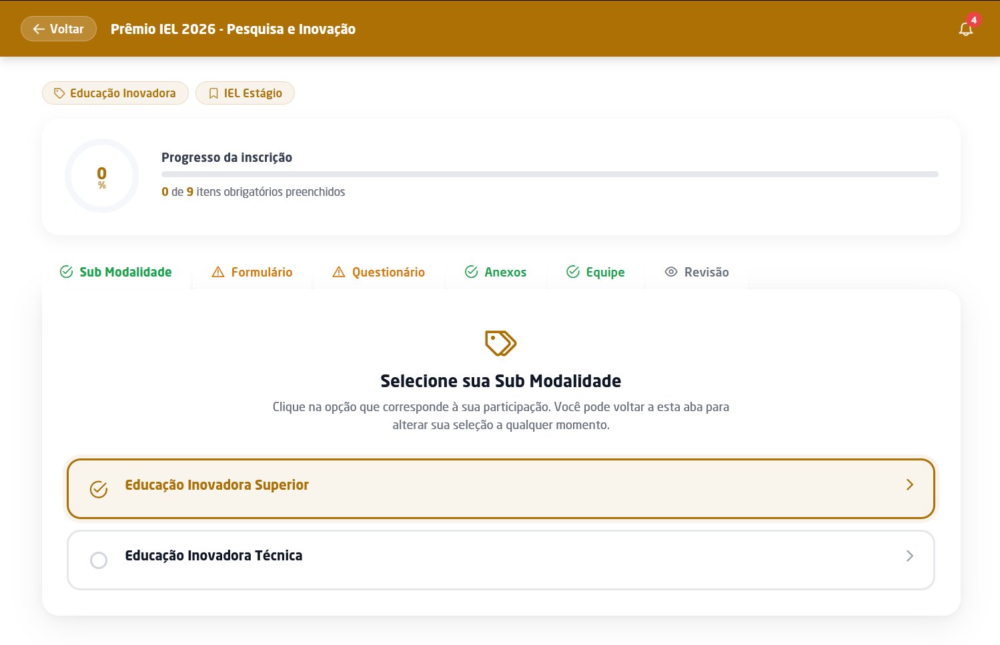 Voltar
Prêmio IEL 2026 - Pesquisa e Inovação
4
Educação Inovadora
IEL Estágio
0
%
Progresso da inscrição
0 de 9 itens obrigatórios preenchidos
Sub Modalidade
Formulário
Questionário
Anexos
Equipe
Revisão
Selecione sua Sub Modalidade
Clique na opção que corresponde à sua participação. Você pode voltar a esta aba para
alterar sua seleção a qualquer momento.
Educação Inovadora Superior
Educação Inovadora Técnica